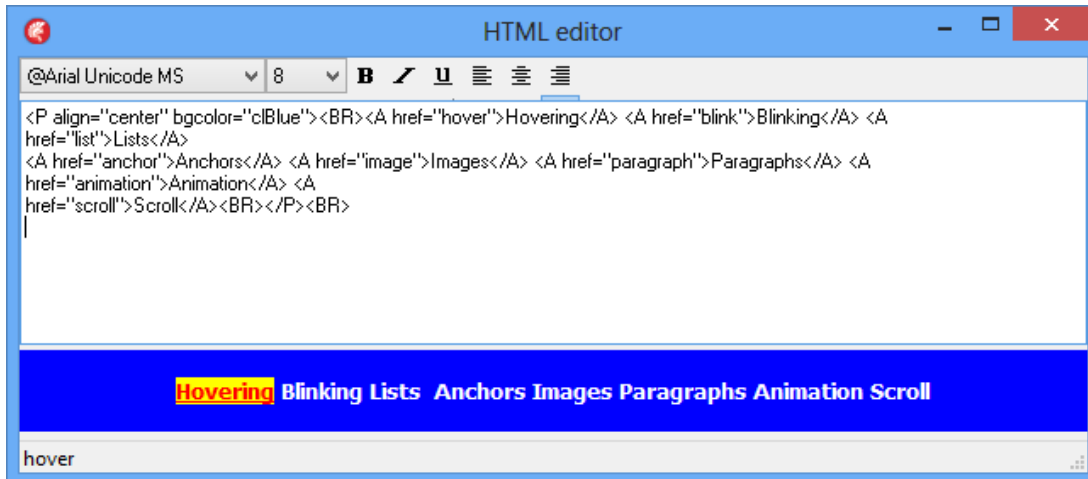 HTML editor
@Arial Unicode MS 8 B I U
<P align="center" bgcolor="clBlue"><BR><A href="hover">Hovering</A> <A href="blink">Blinking</A> <A
href="list">Lists</A>
<A href="anchor">Anchors</A> <A href="image">Images</A> <A href="paragraph">Paragraphs</A> <A
href="animation">Animation</A> <A
href="scroll">Scroll</A><BR></P><BR>
Hovering Blinking Lists Anchors Images Paragraphs Animation Scroll
hover